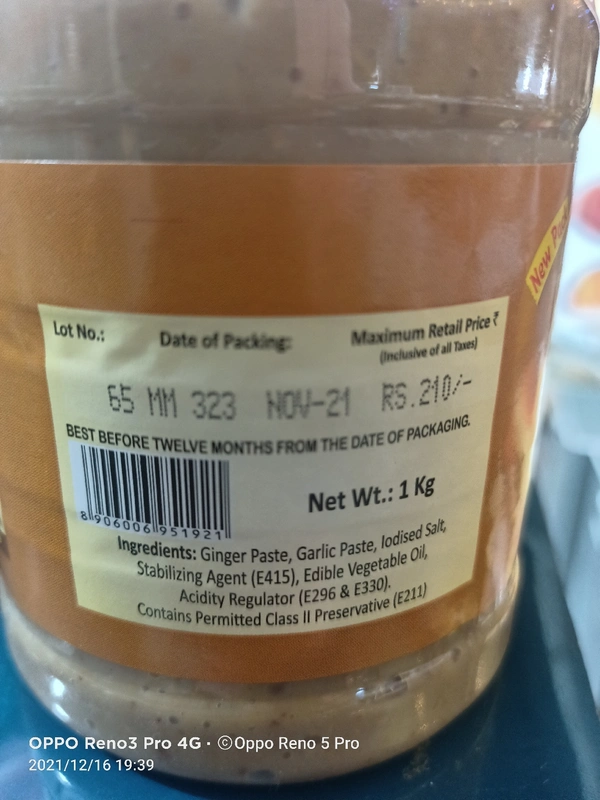 New
Lot No.: Date of Packing: Maximum Retail Price ₹
(Inclusive of all Taxes)
65 MM 323 NOV-21 RS.210/-
BEST BEFORE TWELVE MONTHS FROM THE DATE OF PACKAGING.
8 906006 951921
Net Wt.: 1 Kg
Ingredients: Ginger Paste, Garlic Paste, Iodised Salt,
Stabilizing Agent (E415), Edible Vegetable Oil,
Acidity Regulator (E296 & E330).
Contains Permitted Class II Preservative (E211)
OPPO Reno3 Pro 4G · ©Oppo Reno 5 Pro
2021/12/16 19:39